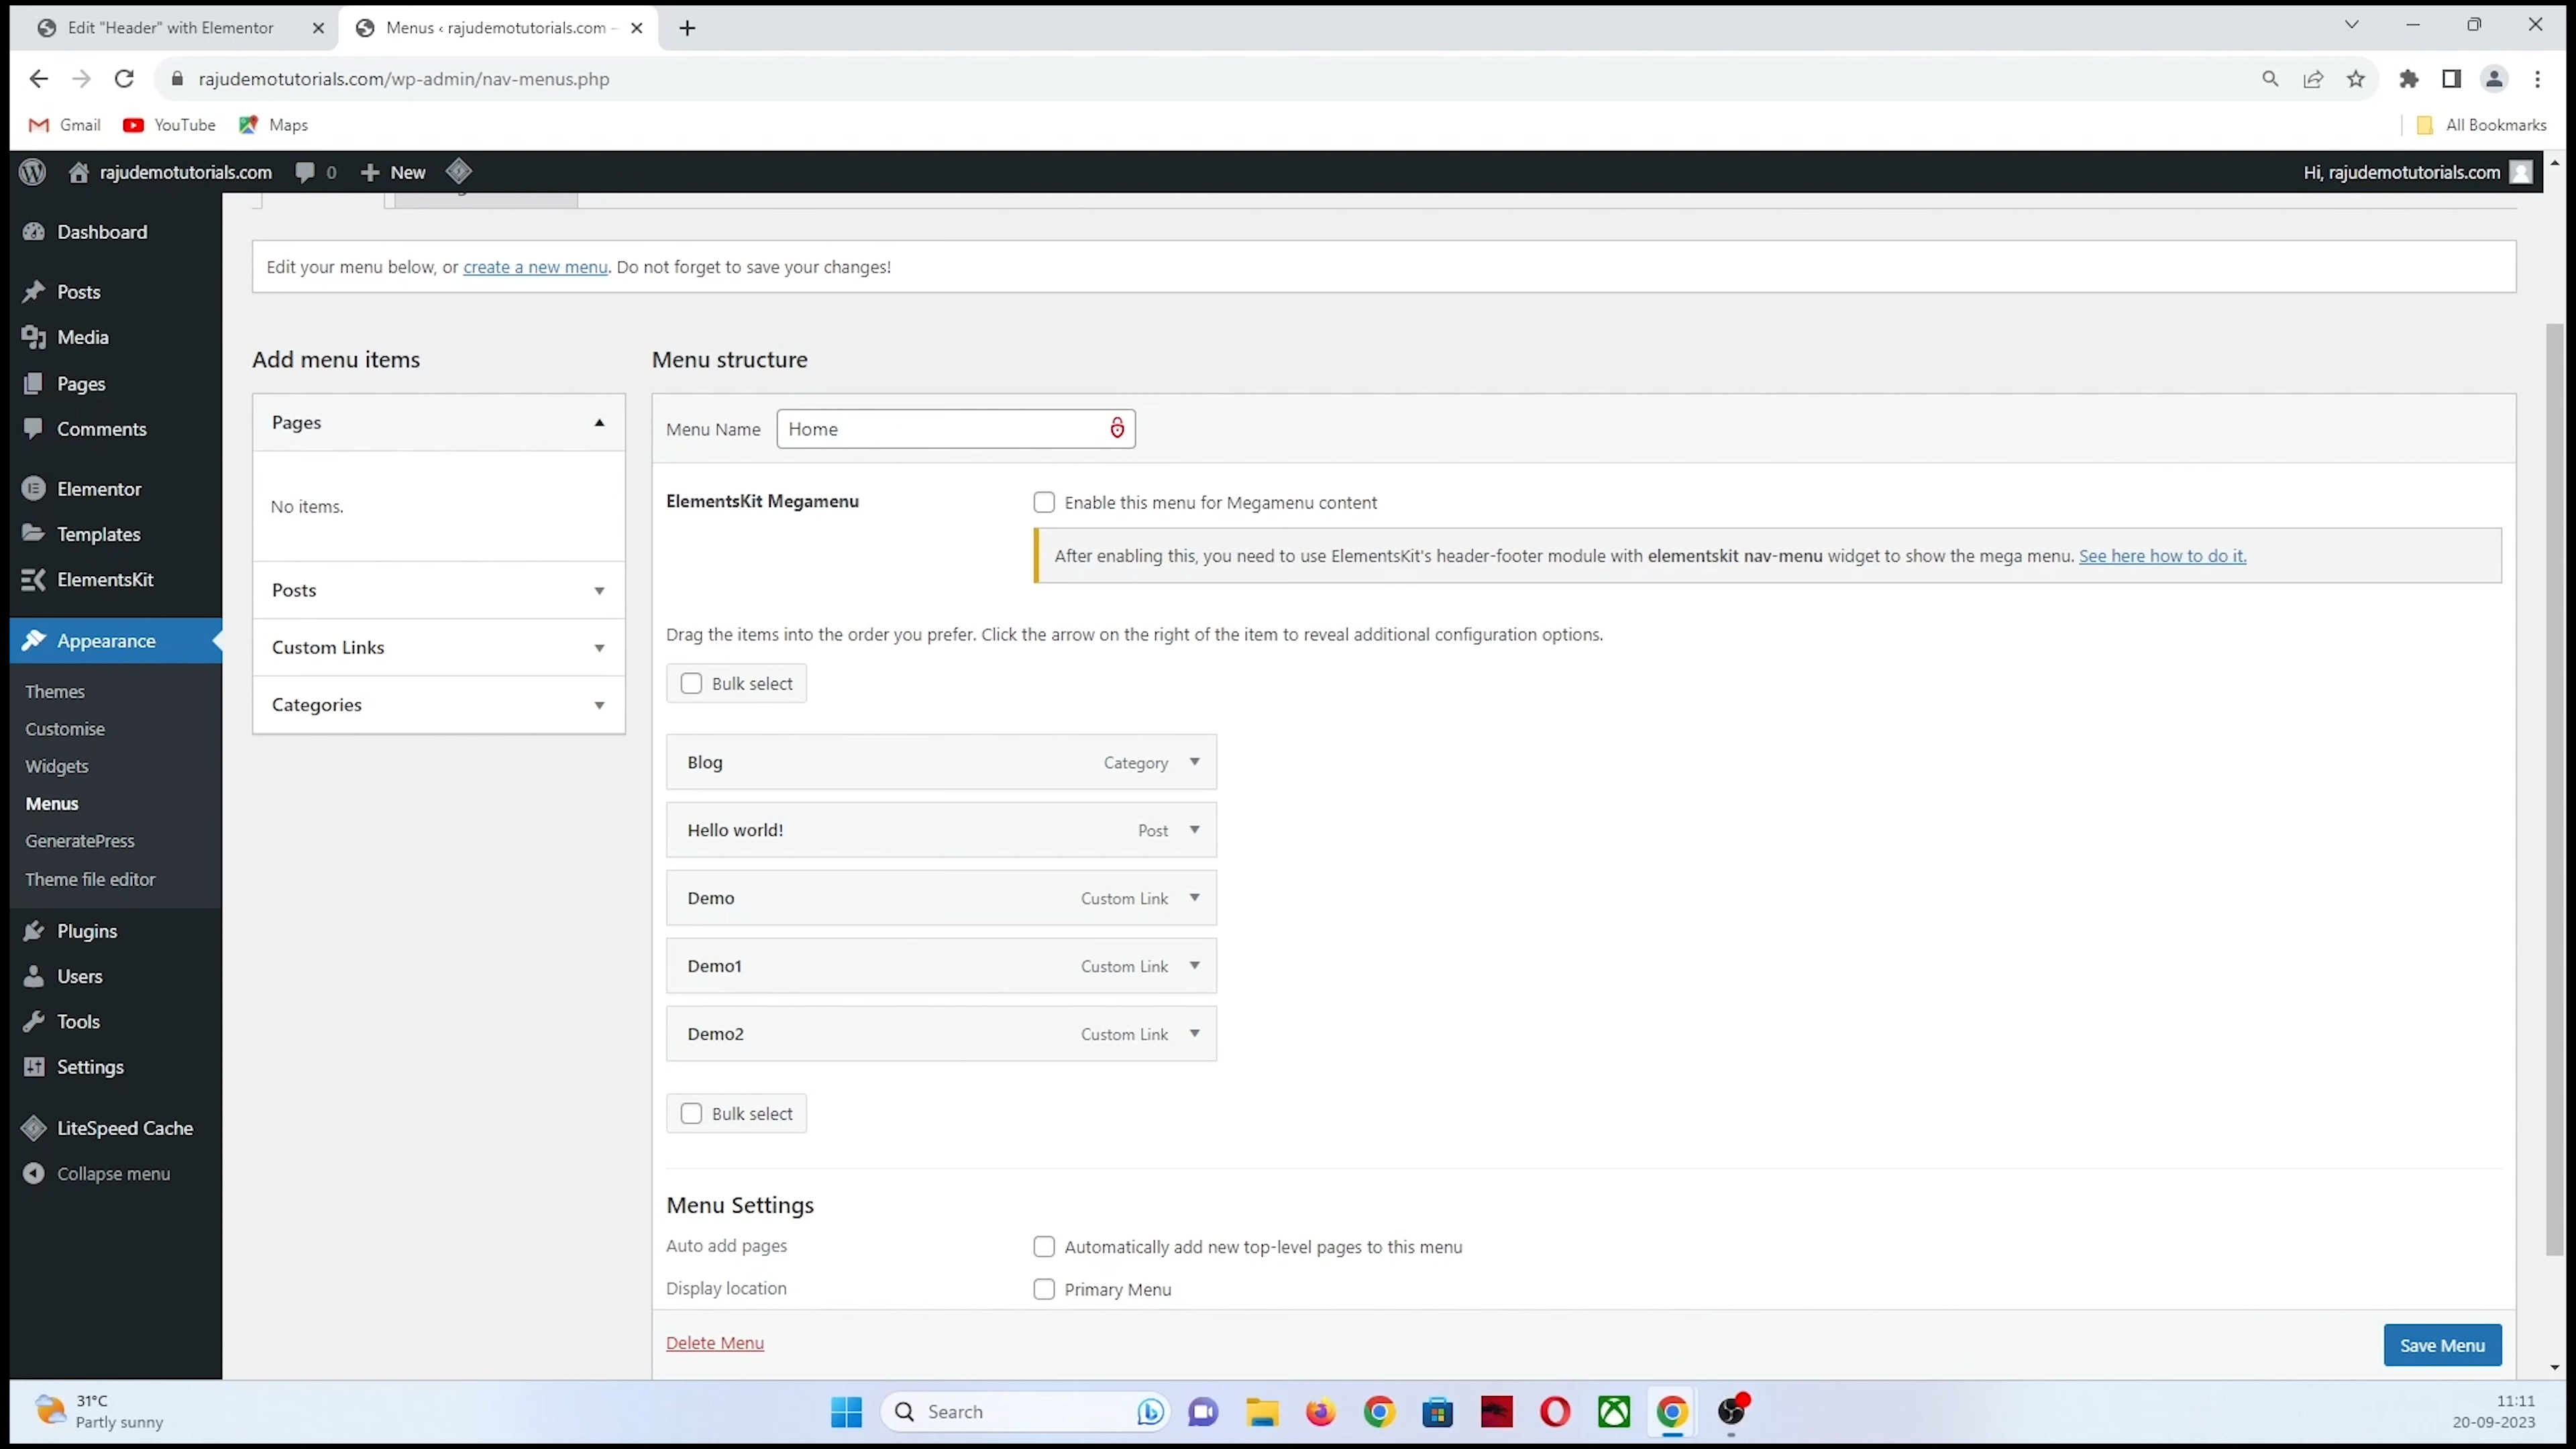 Edit "Header" with Elementor
Menus ‹ rajudemotutorials.com –
rajudemotutorials.com/wp-admin/nav-menus.php
Gmail
YouTube
Maps
All Bookmarks
rajudemotutorials.com
0
New
Hi, rajudemotutorials.com
Dashboard
Posts
Media
Pages
Comments
Elementor
Templates
ElementsKit
Appearance
Themes
Customise
Widgets
Menus
GeneratePress
Theme file editor
Plugins
Users
Tools
Settings
LiteSpeed Cache
Collapse menu
Edit your menu below, or create a new menu. Do not forget to save your changes!
Add menu items
Pages
No items.
Posts
Custom Links
Categories
Menu structure
Menu Name
Home
ElementsKit Megamenu
Enable this menu for Megamenu content
After enabling this, you need to use ElementsKit's header-footer module with elementskit nav-menu widget to show the mega menu. See here how to do it.
Drag the items into the order you prefer. Click the arrow on the right of the item to reveal additional configuration options.
Bulk select
Blog
Category
Hello world!
Post
Demo
Custom Link
Demo1
Custom Link
Demo2
Custom Link
Bulk select
Menu Settings
Auto add pages
Automatically add new top-level pages to this menu
Display location
Primary Menu
Delete Menu
Save Menu
31°C
Partly sunny
Search
11:11
20-09-2023